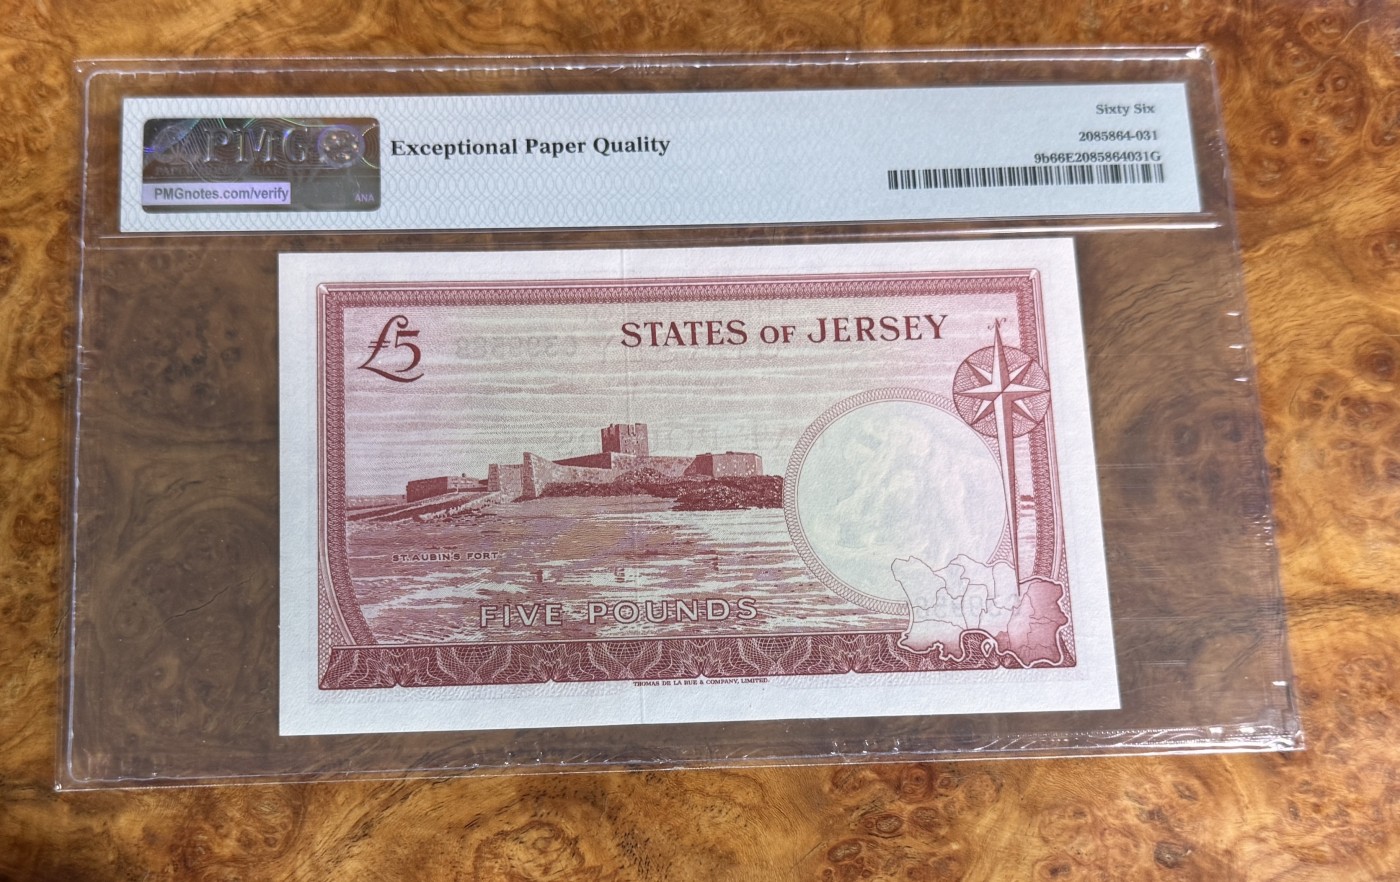 Sixty Six
PMG
Exceptional Paper Quality
2085864-031
9b66E2085864031G
PMGnotes.com/verify
ANA
£5
STATES OF JERSEY
N
ST. AUBIN'S FORT
FIVE POUNDS
THOMAS DE LA RUE & COMPANY, LIMITED.